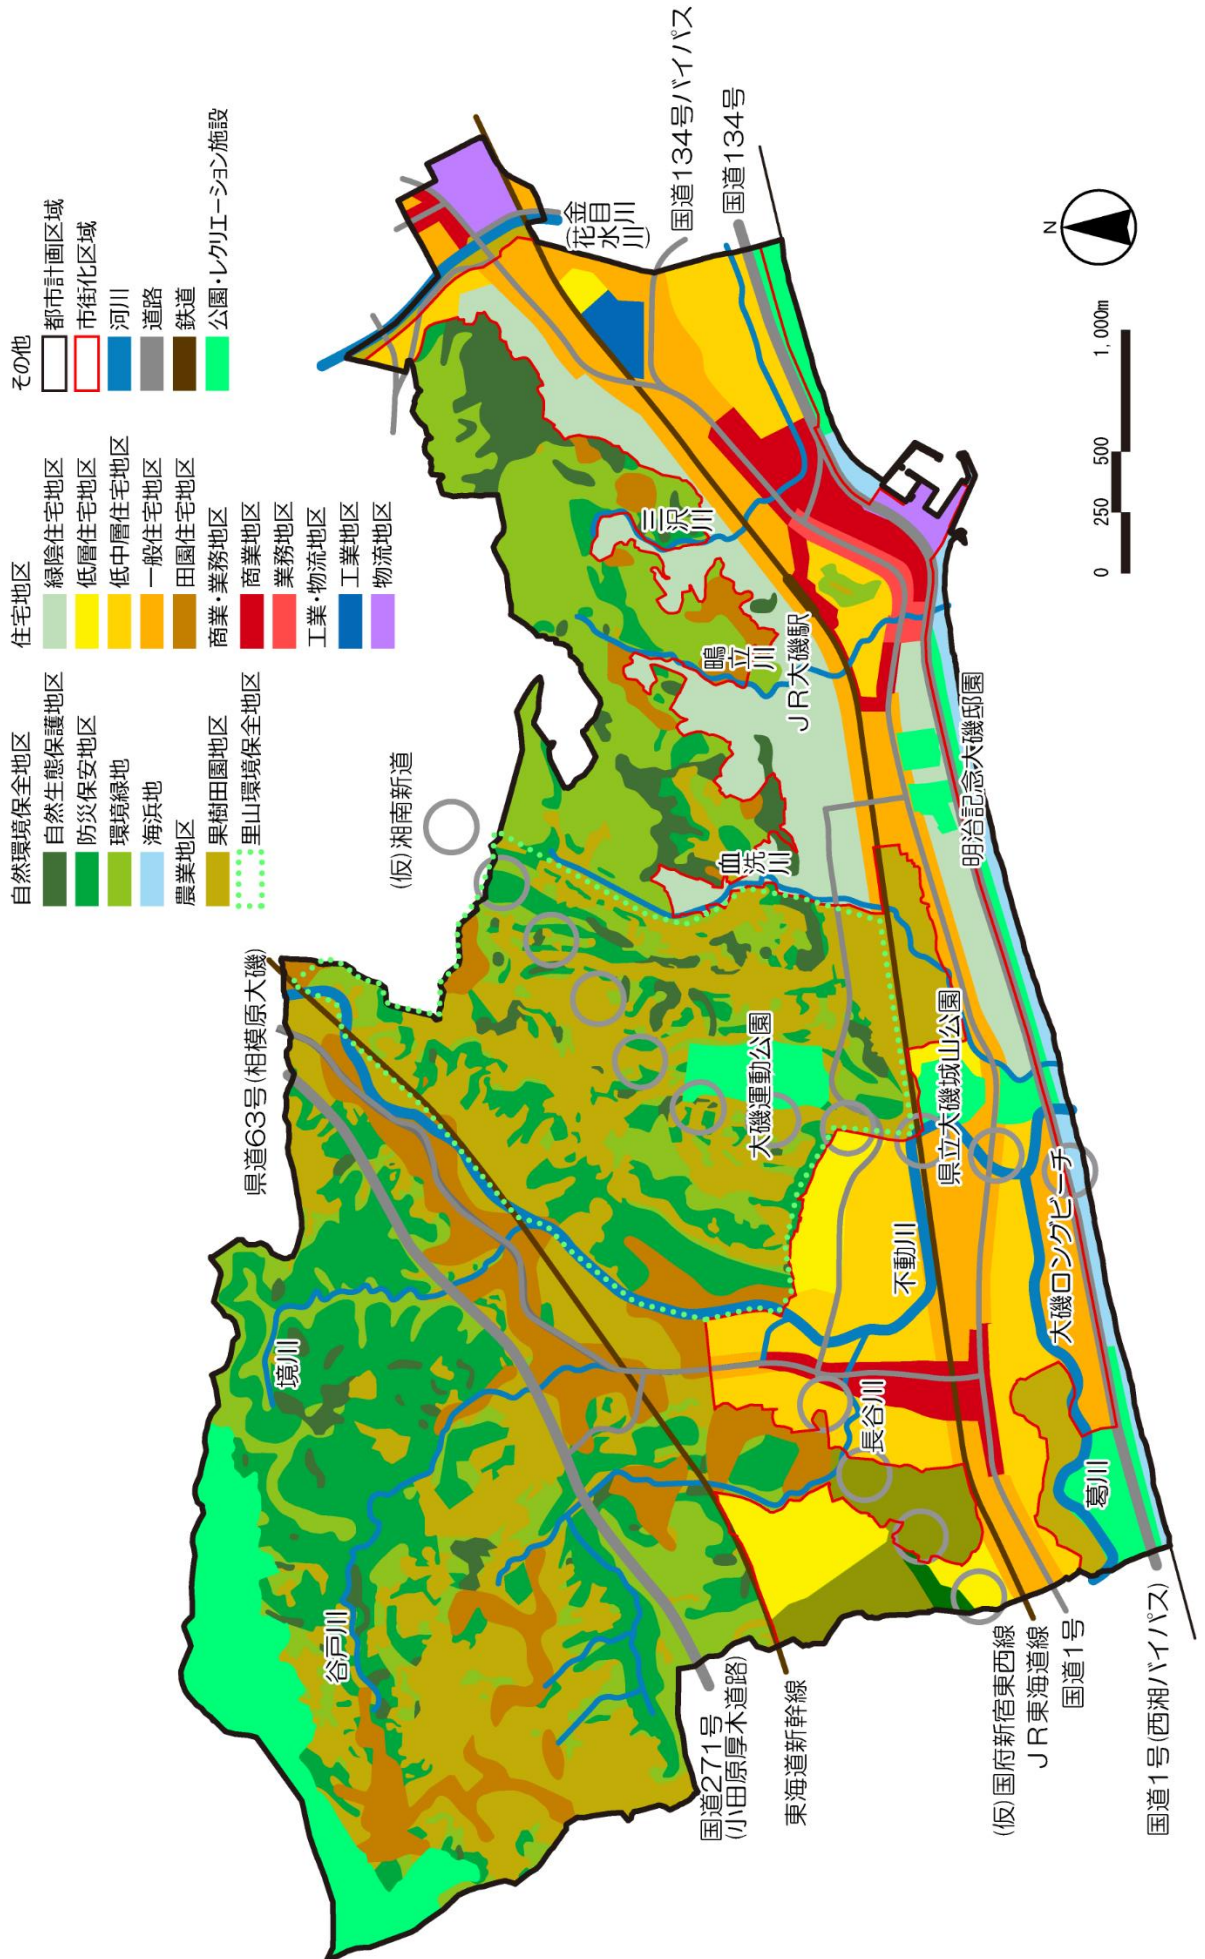 自然環境保全地区
自然生態保護地区
防災保安地区
環境緑地
海浜地
農業地区
果樹田園地区
里山環境保全地区
住宅地区
緑陰住宅地区
低層住宅地区
低中層住宅地区
一般住宅地区
田園住宅地区
商業・業務地区
商業地区
業務地区
工業・物流地区
工業地区
物流地区
その他
都市計画区域
市街化区域
河川
道路
鉄道
公園・レクリエーション施設
県道63号(相模原大磯)
(仮)湘南新道
境川
谷戸川
国道271号
(小田原厚木道路)
東海道新幹線
(仮)国府新宿東西線
JR東海道線
国道1号
国道1号(西湘バイパス)
葛川
長谷川
不動川
大磯ロングビーチ
県立大磯城山公園
大磯運動公園
血洗川
明治記念大磯邸園
鴫立川
JR大磯駅
三沢川
金目川
(花水川)
国道134号バイパス
国道134号
N
0 250 500 1,000m